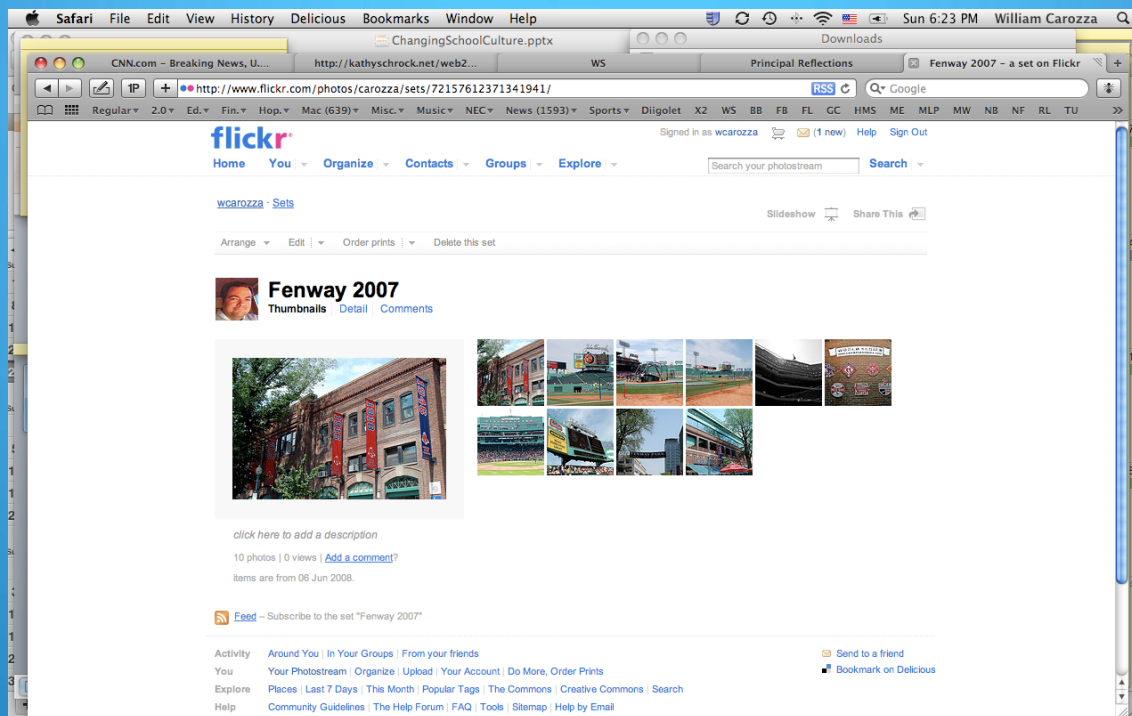 Safari File Edit View History Delicious Bookmarks Window Help Sun 6:23 PM William Carozza
ChangingSchoolCulture.pptx Downloads
CNN.com – Breaking News, U.... http://kathyschrock.net/web2... WS Principal Reflections Fenway 2007 – a set on Flickr
1P + http://www.flickr.com/photos/carozza/sets/72157612371341941/ RSS Google
Regular 2.0 Ed. Fin. Hop. Mac (639) Misc. Music NEC News (1593) Sports Diigolet X2 WS BB FB FL GC HMS ME MLP MW NB NF RL TU >>
flickr Signed in as wcarozza (1 new) Help Sign Out
Home You Organize Contacts Groups Explore Search your photostream Search
wcarozza · Sets
Slideshow Share This
Arrange Edit Order prints Delete this set
Fenway 2007
Thumbnails Detail Comments
click here to add a description
10 photos | 0 views | Add a comment?
items are from 06 Jun 2008.
Feed – Subscribe to the set "Fenway 2007"
Activity Around You | In Your Groups | From your friends Send to a friend
You Your Photostream | Organize | Upload | Your Account | Do More, Order Prints Bookmark on Delicious
Explore Places | Last 7 Days | This Month | Popular Tags | The Commons | Creative Commons | Search
Help Community Guidelines | The Help Forum | FAQ | Tools | Sitemap | Help by Email